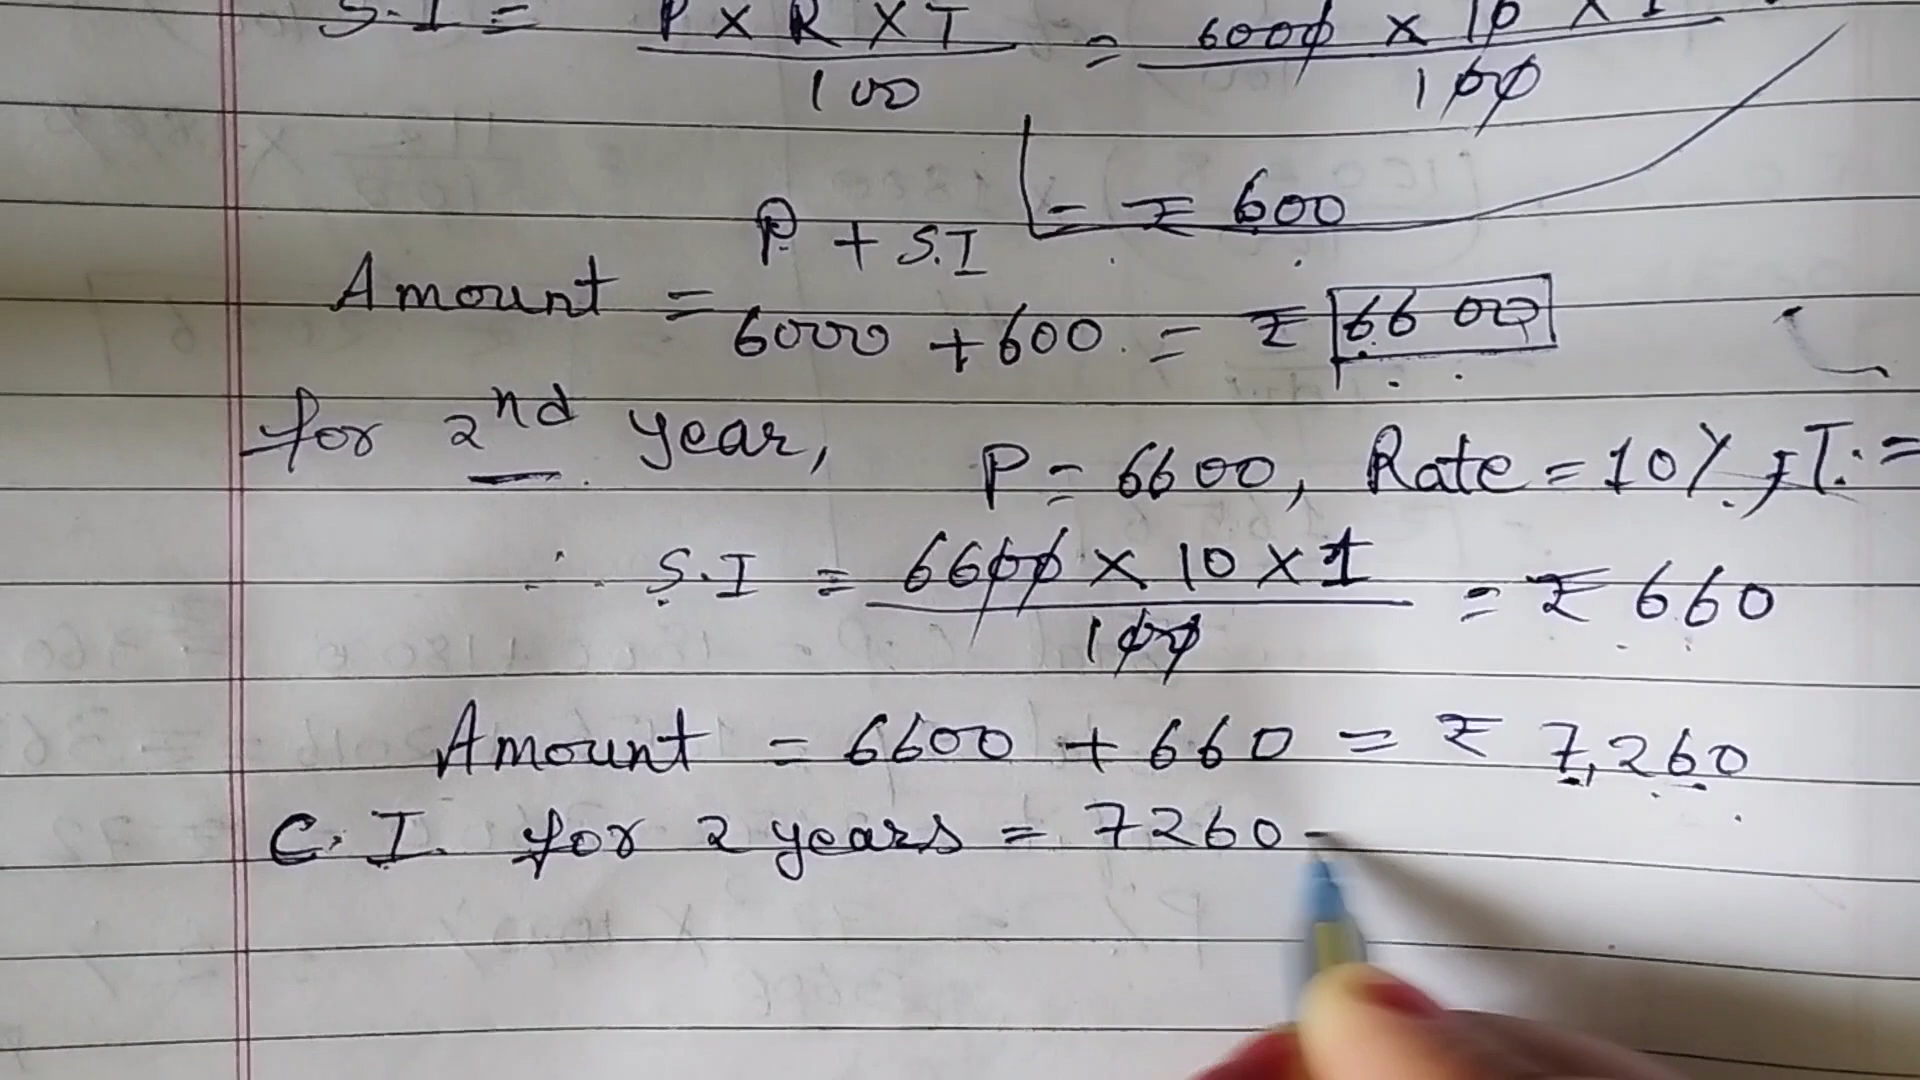 S.I = P X R X T / 100 = 6000 X 10 X 1 / 100
= ₹ 600
P + S.I
Amount = 6000 + 600 = ₹ 6600
for 2nd year, P = 6600, Rate = 10%, T. =
∴ S.I = 6600 X 10 X 1 / 100 = ₹ 660
Amount = 6600 + 660 = ₹ 7,260
C.I. for 2 years = 7260 -